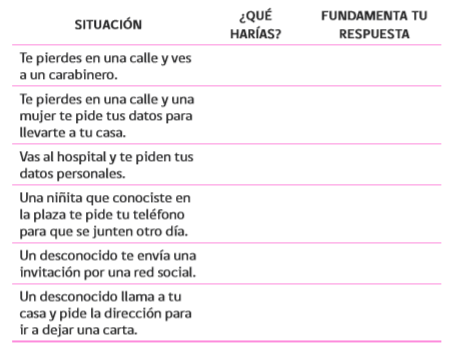 SITUACIÓN
¿QUÉ
HARÍAS?
FUNDAMENTA TU
RESPUESTA
Te pierdes en una calle y ves
a un carabinero.
Te pierdes en una calle y una
mujer te pide tus datos para
llevarte a tu casa.
Vas al hospital y te piden tus
datos personales.
Una niñita que conociste en
la plaza te pide tu teléfono
para que se junten otro día.
Un desconocido te envía una
invitación por una red social.
Un desconocido llama a tu
casa y pide la dirección para
ir a dejar una carta.